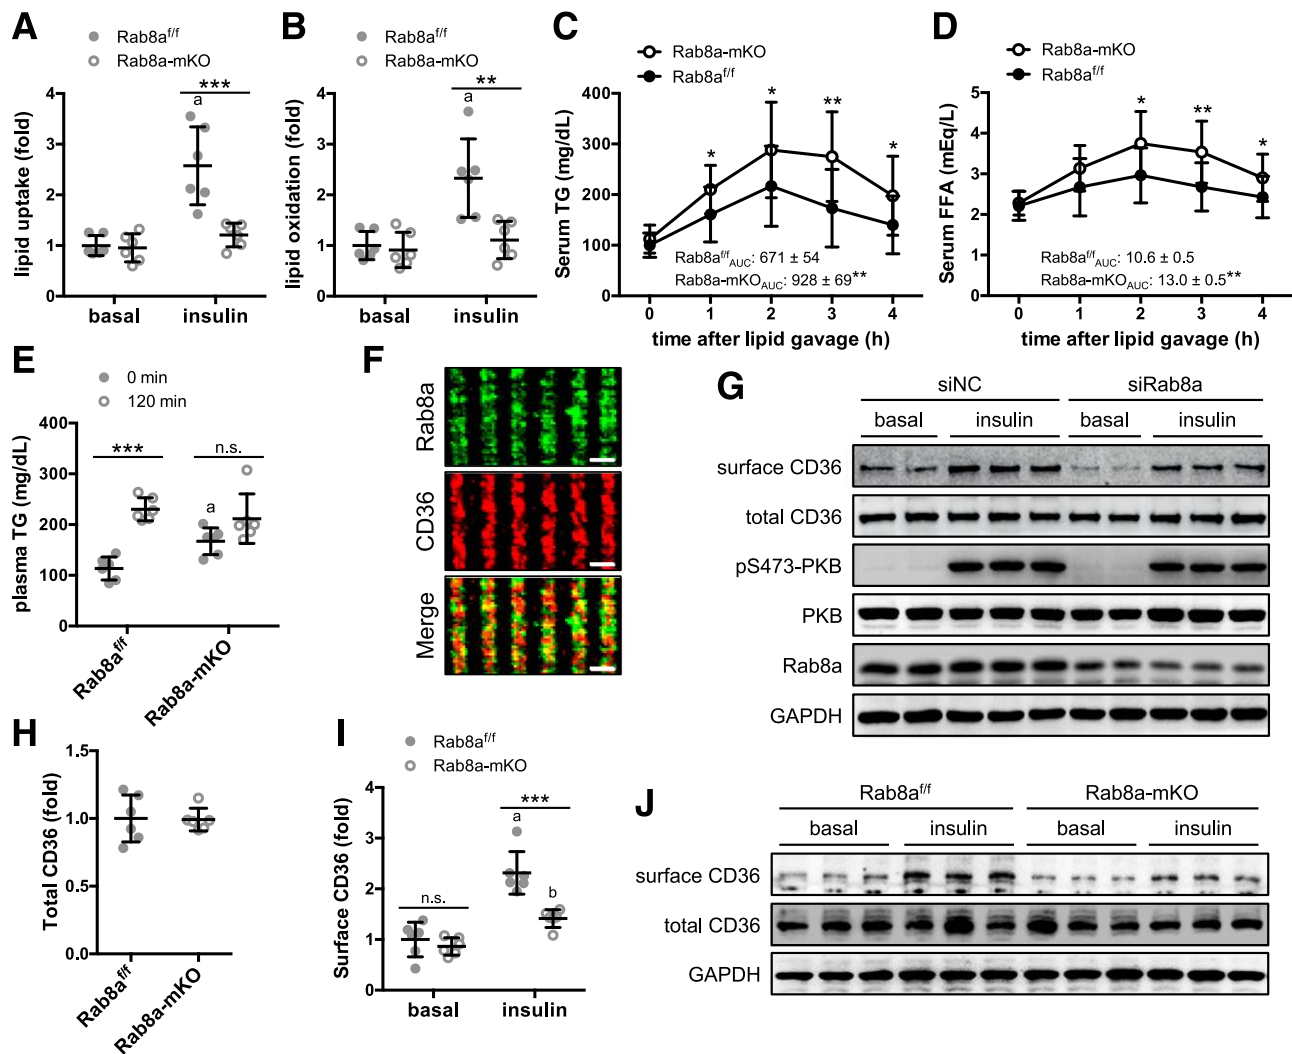 A
Rab8a^f/f
Rab8a-mKO
***
a
lipid uptake (fold)
4
3
2
1
0
basal
insulin
B
Rab8a^f/f
Rab8a-mKO
**
a
lipid oxidation (fold)
4
3
2
1
0
basal
insulin
C
Rab8a-mKO
Rab8a^f/f
Serum TG (mg/dL)
400
300
200
100
0
*
*
**
*
Rab8a^f/f AUC: 671 ± 54
Rab8a-mKO AUC: 928 ± 69**
0 1 2 3 4
time after lipid gavage (h)
D
Rab8a-mKO
Rab8a^f/f
Serum FFA (mEq/L)
5
4
3
2
1
0
*
**
*
Rab8a^f/f AUC: 10.6 ± 0.5
Rab8a-mKO AUC: 13.0 ± 0.5**
0 1 2 3 4
time after lipid gavage (h)
E
0 min
120 min
plasma TG (mg/dL)
400
300
200
100
0
***
n.s.
a
Rab8a^f/f
Rab8a-mKO
F
Rab8a
CD36
Merge
G
siNC siRab8a
basal insulin basal insulin
surface CD36
total CD36
pS473-PKB
PKB
Rab8a
GAPDH
H
Total CD36 (fold)
1.5
1.0
0.5
0.0
Rab8a^f/f
Rab8a-mKO
I
Rab8a^f/f
Rab8a-mKO
Surface CD36 (fold)
4
3
2
1
0
n.s.
***
a
b
basal
insulin
J
Rab8a^f/f Rab8a-mKO
basal insulin basal insulin
surface CD36
total CD36
GAPDH